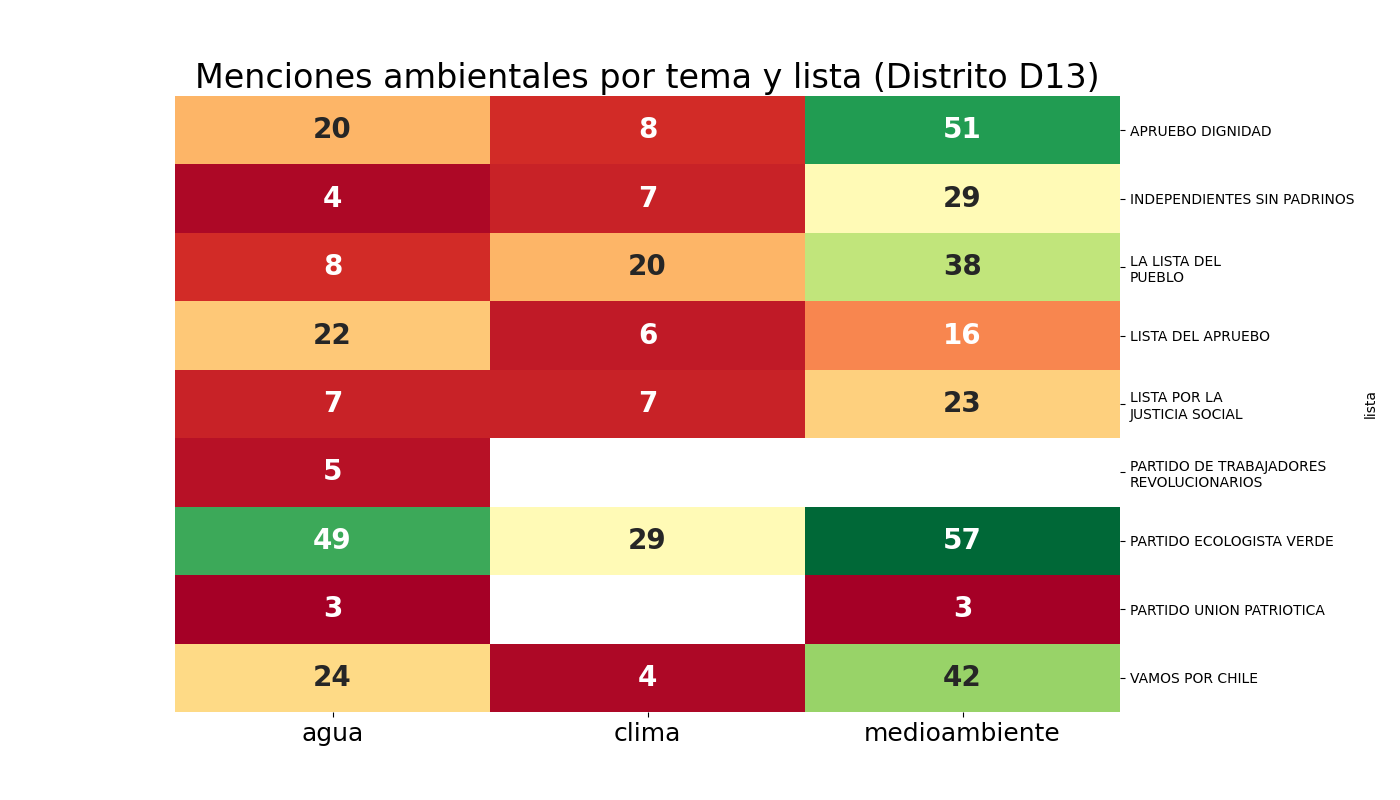 Menciones ambientales por tema y lista (Distrito D13)
20 8 51 APRUEBO DIGNIDAD
4 7 29 INDEPENDIENTES SIN PADRINOS
8 20 38 LA LISTA DEL
PUEBLO
22 6 16 LISTA DEL APRUEBO
7 7 23 LISTA POR LA
JUSTICIA SOCIAL
lista
5 PARTIDO DE TRABAJADORES
REVOLUCIONARIOS
49 29 57 PARTIDO ECOLOGISTA VERDE
3 3 PARTIDO UNION PATRIOTICA
24 4 42 VAMOS POR CHILE
agua clima medioambiente